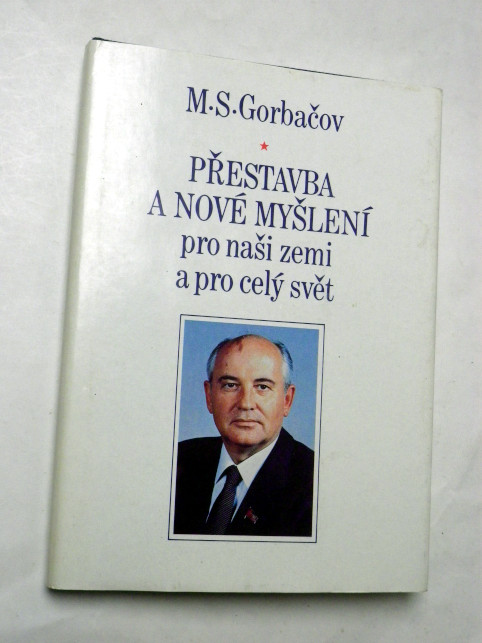 M.S.Gorbačov
PŘESTAVBA
A NOVÉ MYŠLENÍ
pro naši zemi
a pro celý svět